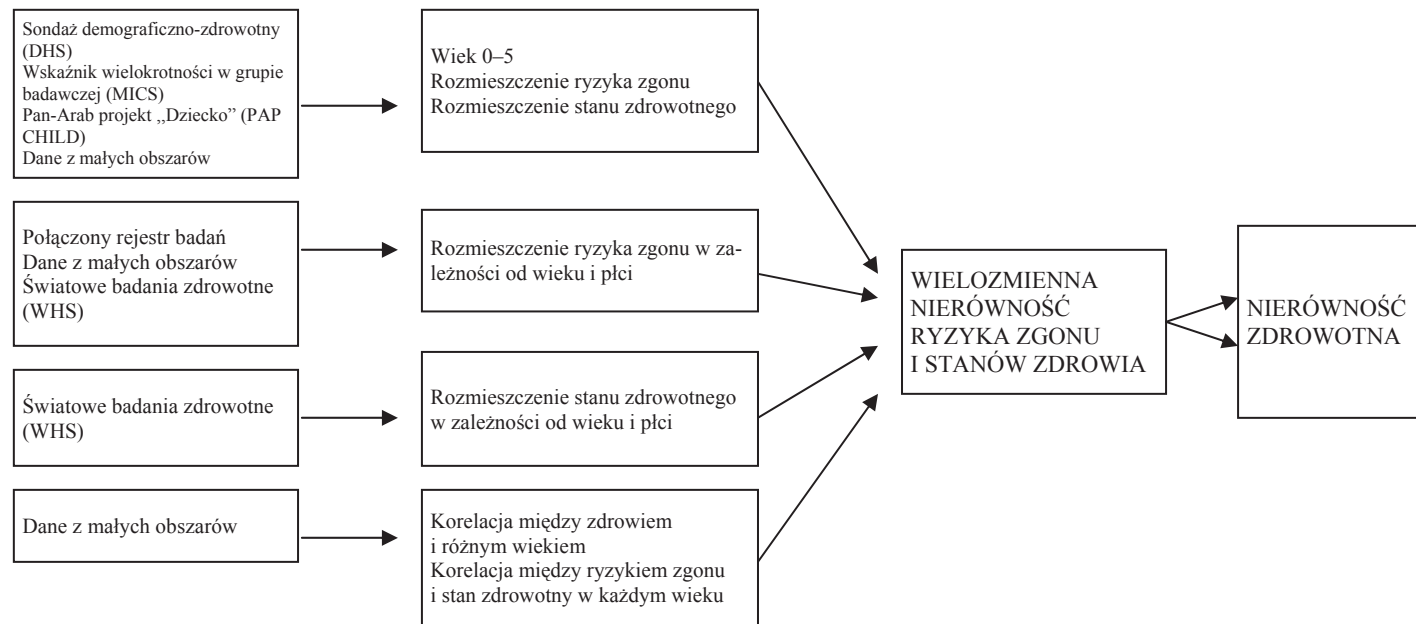 Sondaż demograficzno-zdrowotny
(DHS)
Wskaźnik wielokrotności w grupie
badawczej (MICS)
Pan-Arab projekt ,,Dziecko” (PAP
CHILD)
Dane z małych obszarów
Wiek 0–5
Rozmieszczenie ryzyka zgonu
Rozmieszczenie stanu zdrowotnego
Połączony rejestr badań
Dane z małych obszarów
Światowe badania zdrowotne
(WHS)
Rozmieszczenie ryzyka zgonu w za-
leżności od wieku i płci
Światowe badania zdrowotne
(WHS)
Rozmieszczenie stanu zdrowotnego
w zależności od wieku i płci
Dane z małych obszarów
Korelacja między zdrowiem
i różnym wiekiem
Korelacja między ryzykiem zgonu
i stan zdrowotny w każdym wieku
WIELOZMIENNA
NIERÓWNOŚĆ
RYZYKA ZGONU
I STANÓW ZDROWIA
NIERÓWNOŚĆ
ZDROWOTNA